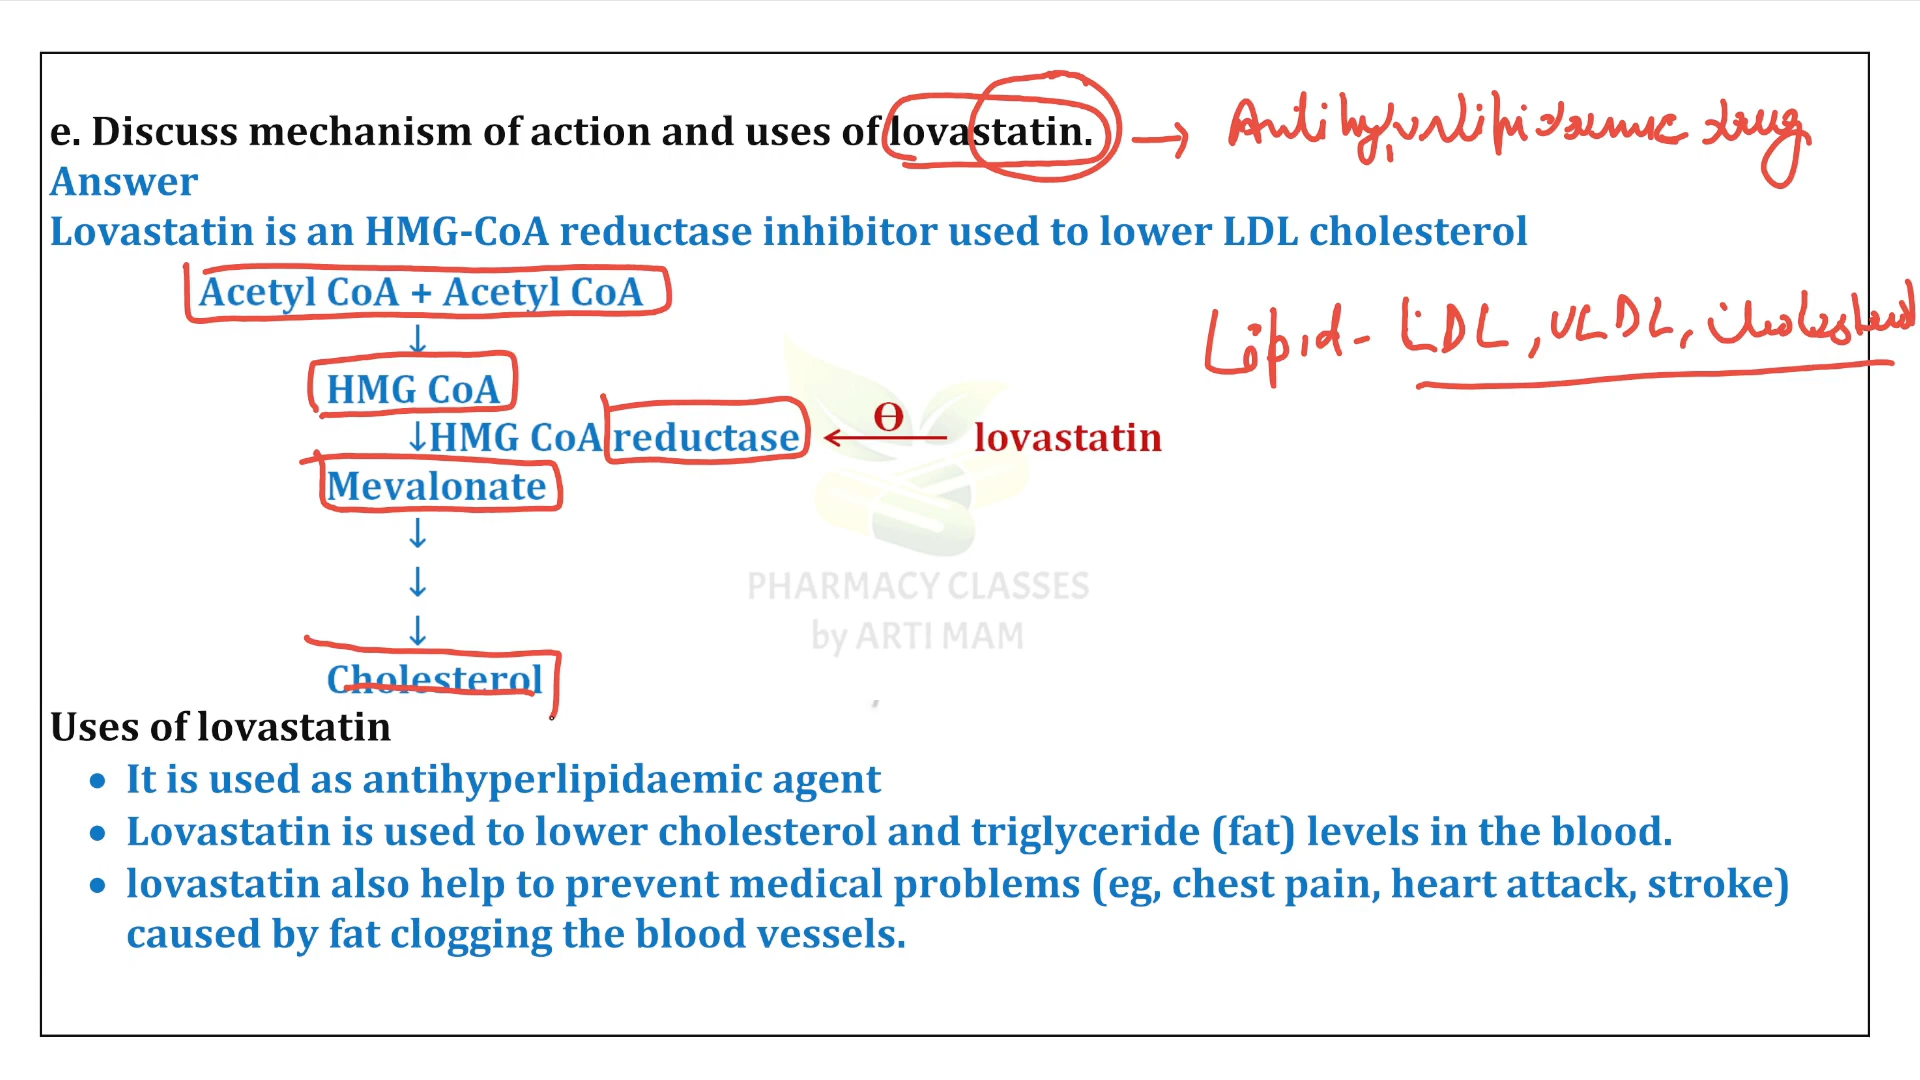 e. Discuss mechanism of action and uses of lovastatin. → Antihyperlipidaemic drug
Answer
Lovastatin is an HMG-CoA reductase inhibitor used to lower LDL cholesterol
Acetyl CoA + Acetyl CoA
Lipid - LDL, VLDL, cholesterol
↓
HMG CoA
↓HMG CoA reductase ← Ɵ lovastatin
Mevalonate
↓
↓
↓
Cholesterol
PHARMACY CLASSES
by ARTI MAM
Uses of lovastatin
• It is used as antihyperlipidaemic agent
• Lovastatin is used to lower cholesterol and triglyceride (fat) levels in the blood.
• lovastatin also help to prevent medical problems (eg, chest pain, heart attack, stroke)
caused by fat clogging the blood vessels.